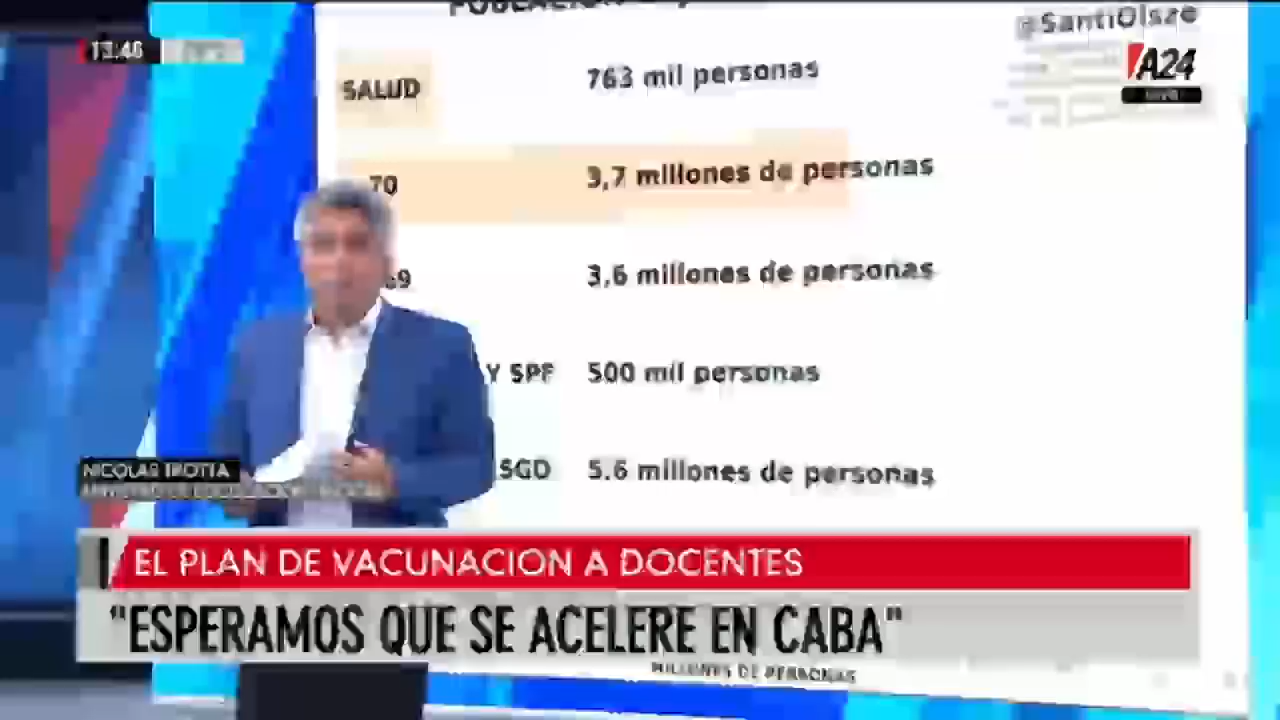 @SantiOlsze
13:46
A24
VIVO
SALUD 763 mil personas
70 3,7 millones de personas
69 3,6 millones de personas
Y SPF 500 mil personas
SGD 5.6 millones de personas
NICOLAS TROTTA
EL PLAN DE VACUNACION A DOCENTES
"ESPERAMOS QUE SE ACELERE EN CABA"
MILLONES DE PERSONAS